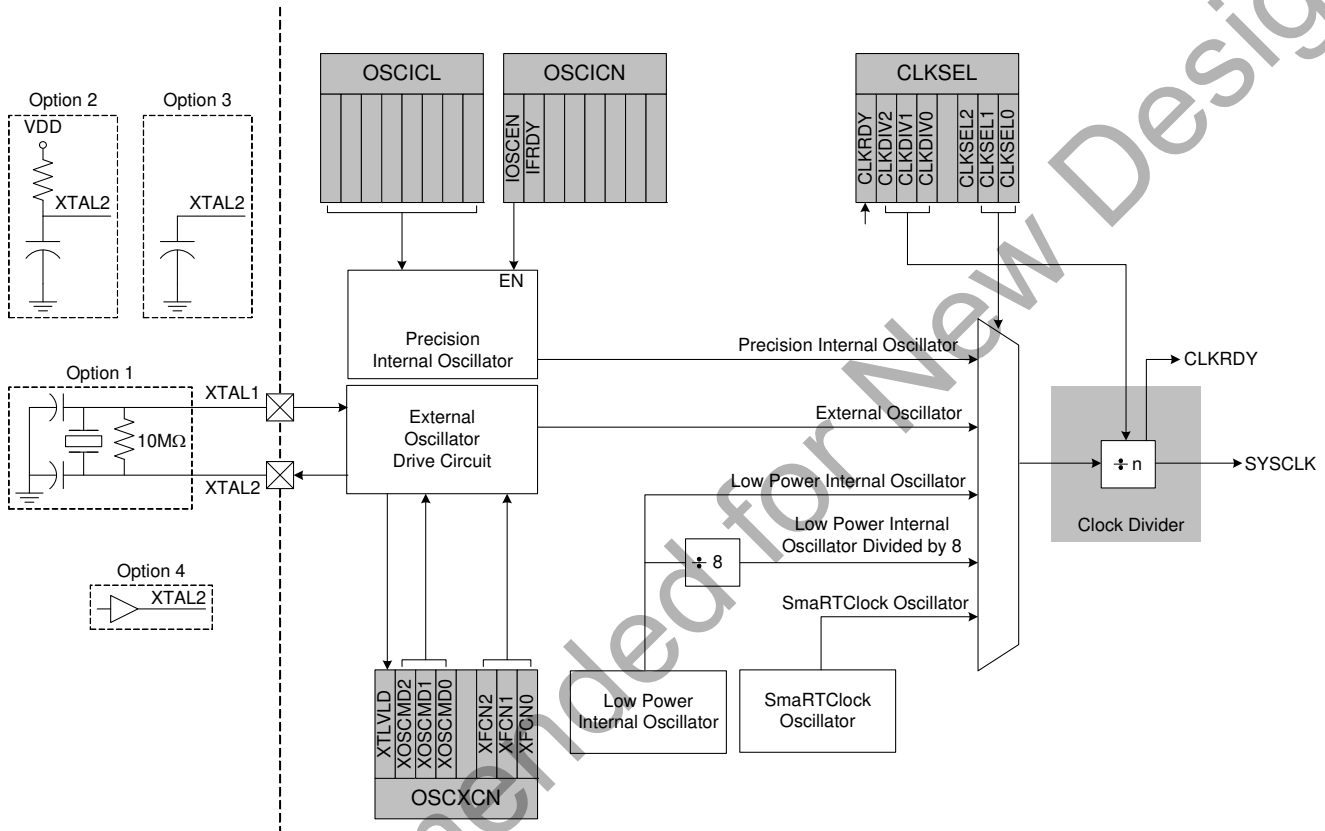 Option 2
VDD
XTAL2
Option 3
XTAL2
OSCICL
OSCICN
IOSCEN
IFRDY
CLKSEL
CLKRDY
CLKDIV2
CLKDIV1
CLKDIV0
CLKSEL2
CLKSEL1
CLKSEL0
EN
Precision
Internal Oscillator
Precision Internal Oscillator
CLKRDY
Option 1
XTAL1
10MΩ
XTAL2
External
Oscillator
Drive Circuit
External Oscillator
÷ n
SYSCLK
Clock Divider
Low Power Internal Oscillator
Low Power Internal
Oscillator Divided by 8
÷ 8
SmaRTClock Oscillator
Option 4
XTAL2
Low Power
Internal Oscillator
SmaRTClock
Oscillator
XTLVLD
XOSCMD2
XOSCMD1
XOSCMD0
XFCN2
XFCN1
XFCN0
OSCXCN
mended for New Desig